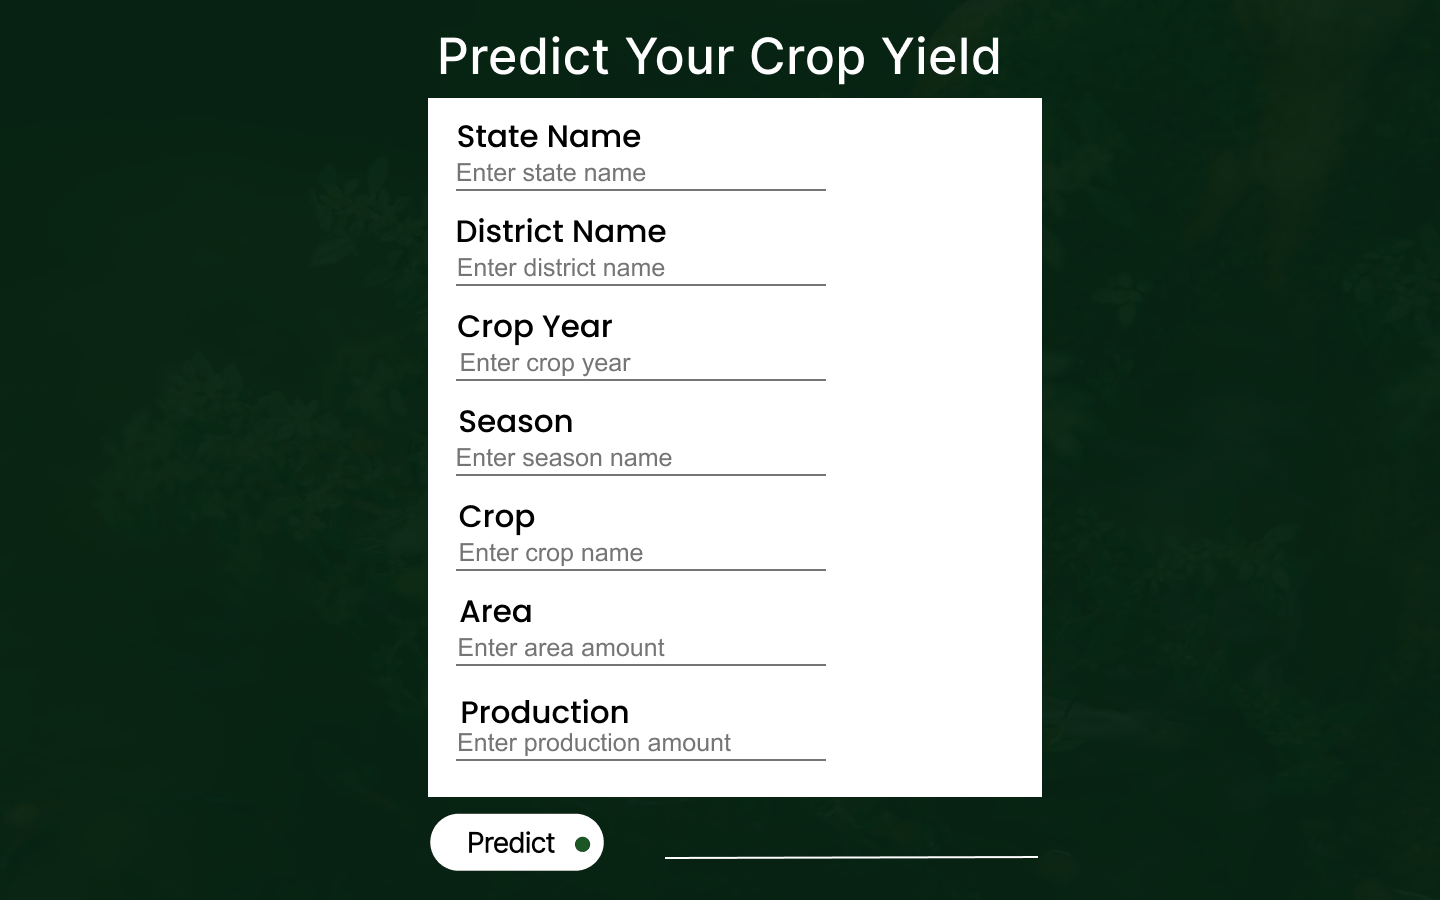 Predict Your Crop Yield
State Name
Enter state name
District Name
Enter district name
Crop Year
Enter crop year
Season
Enter season name
Crop
Enter crop name
Area
Enter area amount
Production
Enter production amount
Predict